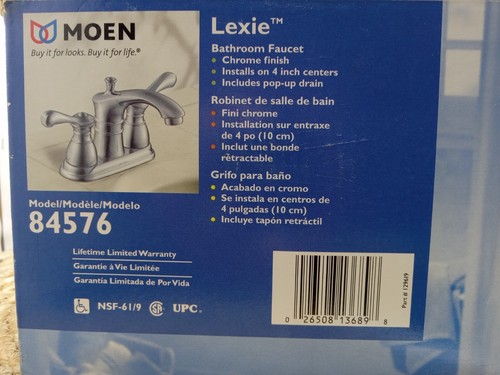 MOEN
Buy it for looks. Buy it for life.®
Lexie™
Bathroom Faucet
• Chrome finish
• Installs on 4 inch centers
• Includes pop-up drain
Robinet de salle de bain
• Fini chrome
• Installation sur entraxe
de 4 po (10 cm)
• Inclut une bonde
rètractable
Grifo para baño
• Acabado en cromo
• Se instala en centros de
4 pulgadas (10 cm)
• Incluye tapón retráctil
Model/Modèle/Modelo
84576
Lifetime Limited Warranty
Garantie à Vie Limitée
Garantia Limitada de Por Vida
NSF-61/9 UPC®
0 26508 13689 8
Part # 129619